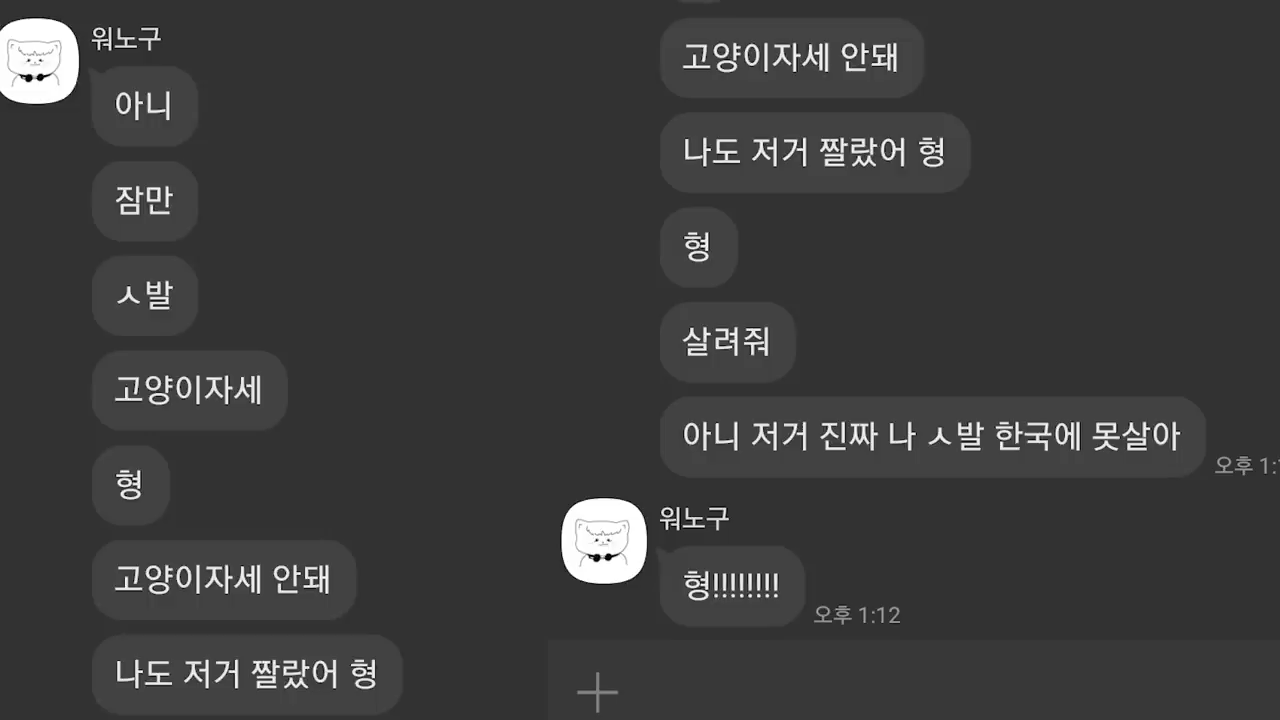 워노구
아니
잠만
ㅅ발
고양이자세
형
고양이자세 안돼
나도 저거 짤랐어 형
고양이자세 안돼
나도 저거 짤랐어 형
형
살려줘
아니 저거 진짜 나 ㅅ발 한국에 못살아
오후
워노구
형!!!!!!!!!
오후 1:12